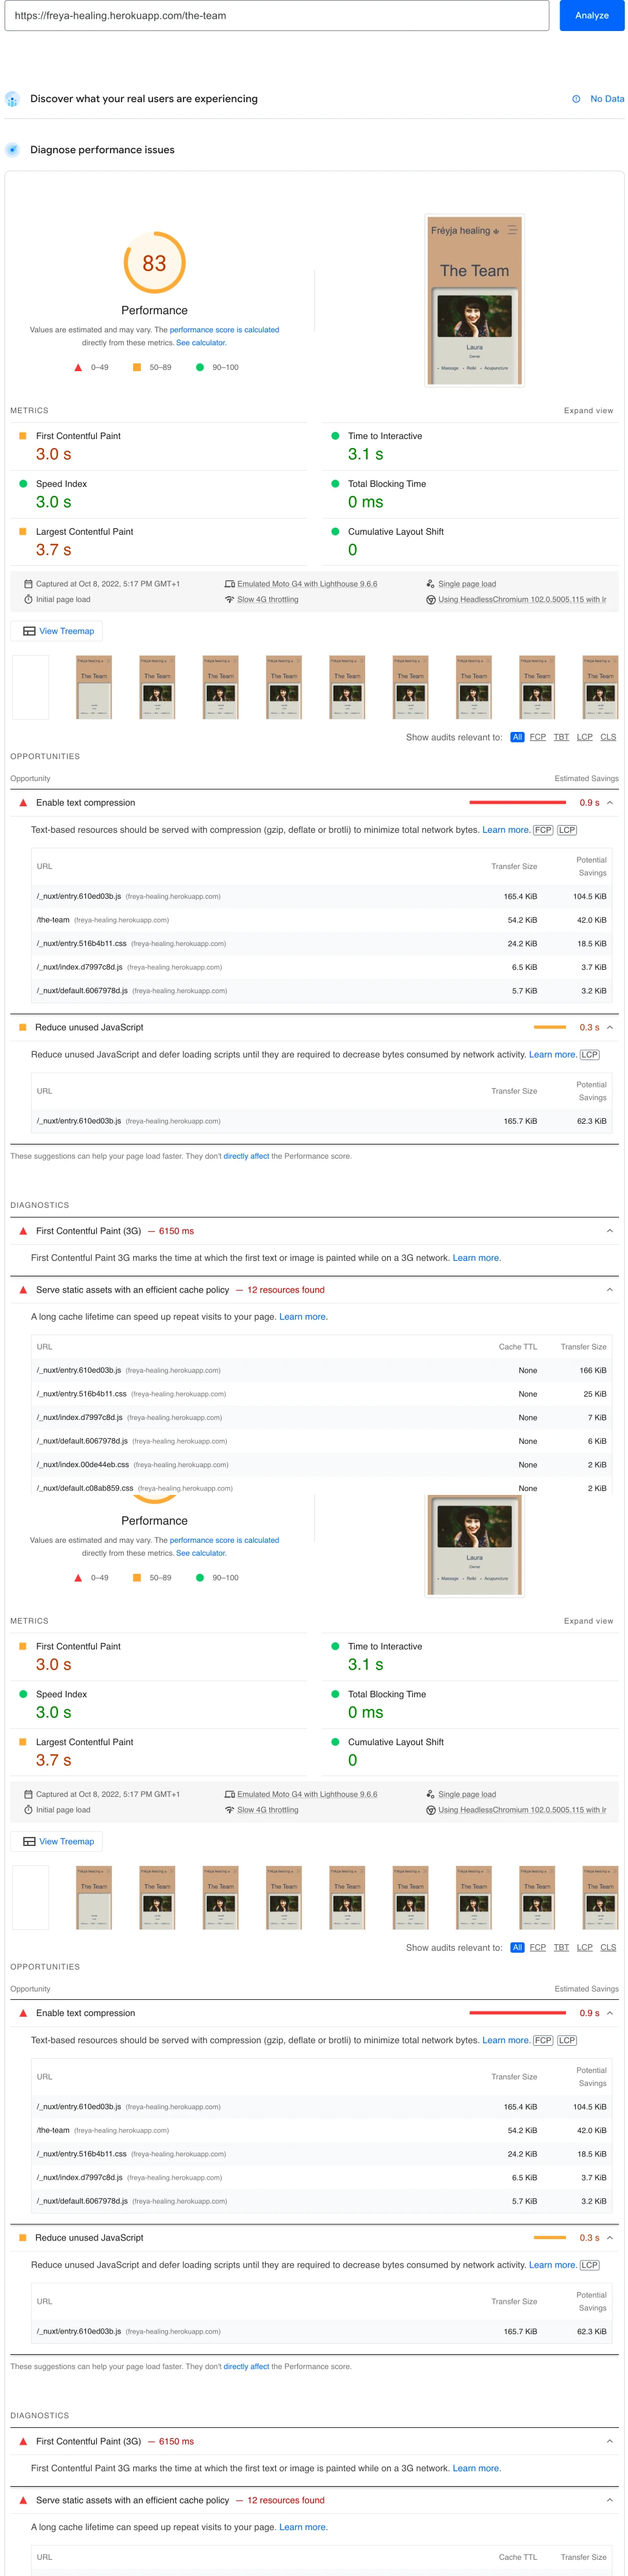 https://freya-healing.herokuapp.com/the-team
Analyze
Discover what your real users are experiencing
No Data
Diagnose performance issues
83
Performance
Values are estimated and may vary. The performance score is calculated
directly from these metrics. See calculator.
0–49 50–89 90–100
Fréyja healing
The Team
Laura
Owner
• Massage • Reiki • Acupuncture
METRICS
Expand view
First Contentful Paint
3.0 s
Time to Interactive
3.1 s
Speed Index
3.0 s
Total Blocking Time
0 ms
Largest Contentful Paint
3.7 s
Cumulative Layout Shift
0
Captured at Oct 8, 2022, 5:17 PM GMT+1
Emulated Moto G4 with Lighthouse 9.6.6
Single page load
Initial page load
Slow 4G throttling
Using HeadlessChromium 102.0.5005.115 with lr
View Treemap
Show audits relevant to: All FCP TBT LCP CLS
OPPORTUNITIES
Opportunity Estimated Savings
Enable text compression 0.9 s
Text-based resources should be served with compression (gzip, deflate or brotli) to minimize total network bytes. Learn more. FCP LCP
URL Transfer Size Potential Savings
/_nuxt/entry.610ed03b.js (freya-healing.herokuapp.com) 165.4 KiB 104.5 KiB
/the-team (freya-healing.herokuapp.com) 54.2 KiB 42.0 KiB
/_nuxt/entry.516b4b11.css (freya-healing.herokuapp.com) 24.2 KiB 18.5 KiB
/_nuxt/index.d7997c8d.js (freya-healing.herokuapp.com) 6.5 KiB 3.7 KiB
/_nuxt/default.6067978d.js (freya-healing.herokuapp.com) 5.7 KiB 3.2 KiB
Reduce unused JavaScript 0.3 s
Reduce unused JavaScript and defer loading scripts until they are required to decrease bytes consumed by network activity. Learn more. LCP
URL Transfer Size Potential Savings
/_nuxt/entry.610ed03b.js (freya-healing.herokuapp.com) 165.7 KiB 62.3 KiB
These suggestions can help your page load faster. They don't directly affect the Performance score.
DIAGNOSTICS
First Contentful Paint (3G) — 6150 ms
First Contentful Paint 3G marks the time at which the first text or image is painted while on a 3G network. Learn more.
Serve static assets with an efficient cache policy — 12 resources found
A long cache lifetime can speed up repeat visits to your page. Learn more.
URL Cache TTL Transfer Size
/_nuxt/entry.610ed03b.js (freya-healing.herokuapp.com) None 166 KiB
/_nuxt/entry.516b4b11.css (freya-healing.herokuapp.com) None 25 KiB
/_nuxt/index.d7997c8d.js (freya-healing.herokuapp.com) None 7 KiB
/_nuxt/default.6067978d.js (freya-healing.herokuapp.com) None 6 KiB
/_nuxt/index.00de44eb.css (freya-healing.herokuapp.com) None 2 KiB
/_nuxt/default.c08ab859.css (freya-healing.herokuapp.com) None 2 KiB
Performance
Values are estimated and may vary. The performance score is calculated
directly from these metrics. See calculator.
0–49 50–89 90–100
Laura
Owner
• Massage • Reiki • Acupuncture
METRICS
Expand view
First Contentful Paint
3.0 s
Time to Interactive
3.1 s
Speed Index
3.0 s
Total Blocking Time
0 ms
Largest Contentful Paint
3.7 s
Cumulative Layout Shift
0
Captured at Oct 8, 2022, 5:17 PM GMT+1
Emulated Moto G4 with Lighthouse 9.6.6
Single page load
Initial page load
Slow 4G throttling
Using HeadlessChromium 102.0.5005.115 with lr
View Treemap
Show audits relevant to: All FCP TBT LCP CLS
OPPORTUNITIES
Opportunity Estimated Savings
Enable text compression 0.9 s
Text-based resources should be served with compression (gzip, deflate or brotli) to minimize total network bytes. Learn more. FCP LCP
URL Transfer Size Potential Savings
/_nuxt/entry.610ed03b.js (freya-healing.herokuapp.com) 165.4 KiB 104.5 KiB
/the-team (freya-healing.herokuapp.com) 54.2 KiB 42.0 KiB
/_nuxt/entry.516b4b11.css (freya-healing.herokuapp.com) 24.2 KiB 18.5 KiB
/_nuxt/index.d7997c8d.js (freya-healing.herokuapp.com) 6.5 KiB 3.7 KiB
/_nuxt/default.6067978d.js (freya-healing.herokuapp.com) 5.7 KiB 3.2 KiB
Reduce unused JavaScript 0.3 s
Reduce unused JavaScript and defer loading scripts until they are required to decrease bytes consumed by network activity. Learn more. LCP
URL Transfer Size Potential Savings
/_nuxt/entry.610ed03b.js (freya-healing.herokuapp.com) 165.7 KiB 62.3 KiB
These suggestions can help your page load faster. They don't directly affect the Performance score.
DIAGNOSTICS
First Contentful Paint (3G) — 6150 ms
First Contentful Paint 3G marks the time at which the first text or image is painted while on a 3G network. Learn more.
Serve static assets with an efficient cache policy — 12 resources found
A long cache lifetime can speed up repeat visits to your page. Learn more.
URL Cache TTL Transfer Size